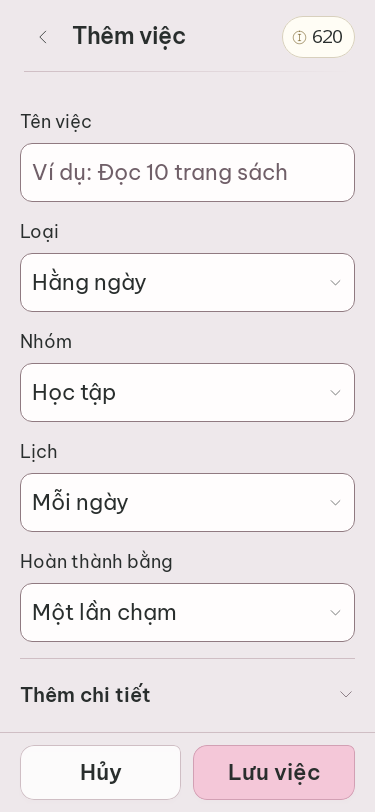 Thêm việc
620
Tên việc
Ví dụ: Đọc 10 trang sách
Loại
Hằng ngày
Nhóm
Học tập
Lịch
Mỗi ngày
Hoàn thành bằng
Một lần chạm
Thêm chi tiết
Hủy
Lưu việc